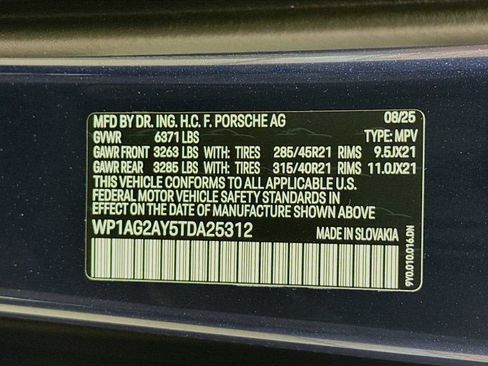 MFD BY DR. ING. H.C. F. PORSCHE AG 08/25
GVWR 6371 LBS TYPE: MPV
GAWR FRONT 3263 LBS WITH: TIRES 285/45R21 RIMS 9.5JX21
GAWR REAR 3285 LBS WITH: TIRES 315/40R21 RIMS 11.0JX21
THIS VEHICLE CONFORMS TO ALL APPLICABLE U.S.
FEDERAL MOTOR VEHICLE SAFETY STANDARDS IN
EFFECT ON THE DATE OF MANUFACTURE SHOWN ABOVE
WP1AG2AY5TDA25312 MADE IN SLOVAKIA
9Y0.010.016.DN